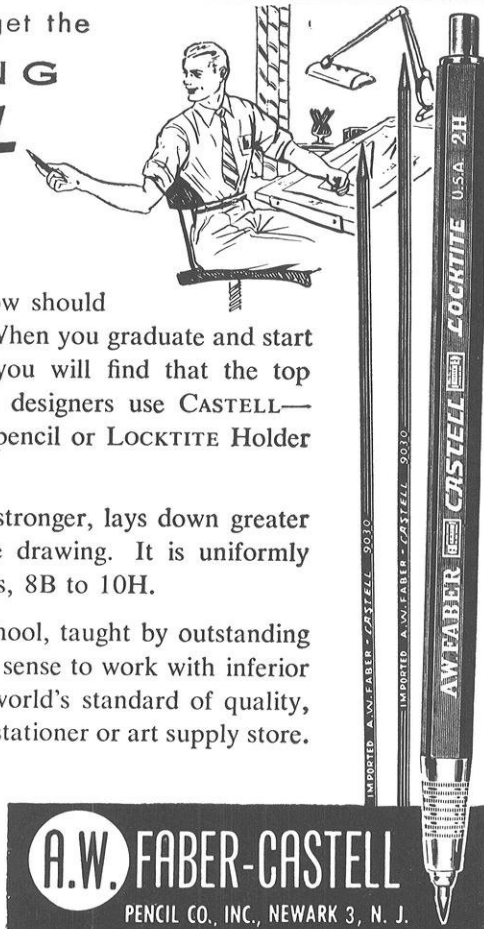 get the
NG
L
ow should
When you graduate and start
you will find that the top
designers use CASTELL—
pencil or LOCKTITE Holder
stronger, lays down greater
e drawing. It is uniformly
s, 8B to 10H.
hool, taught by outstanding
sense to work with inferior
world's standard of quality,
stationer or art supply store.
IMPORTED A.W. FABER - CASTELL 9030
IMPORTED A.W. FABER - CASTELL 9030
A.W.FABER CASTELL LOCKTITE U.S.A. 2H
A.W. FABER-CASTELL
PENCIL CO., INC., NEWARK 3, N. J.